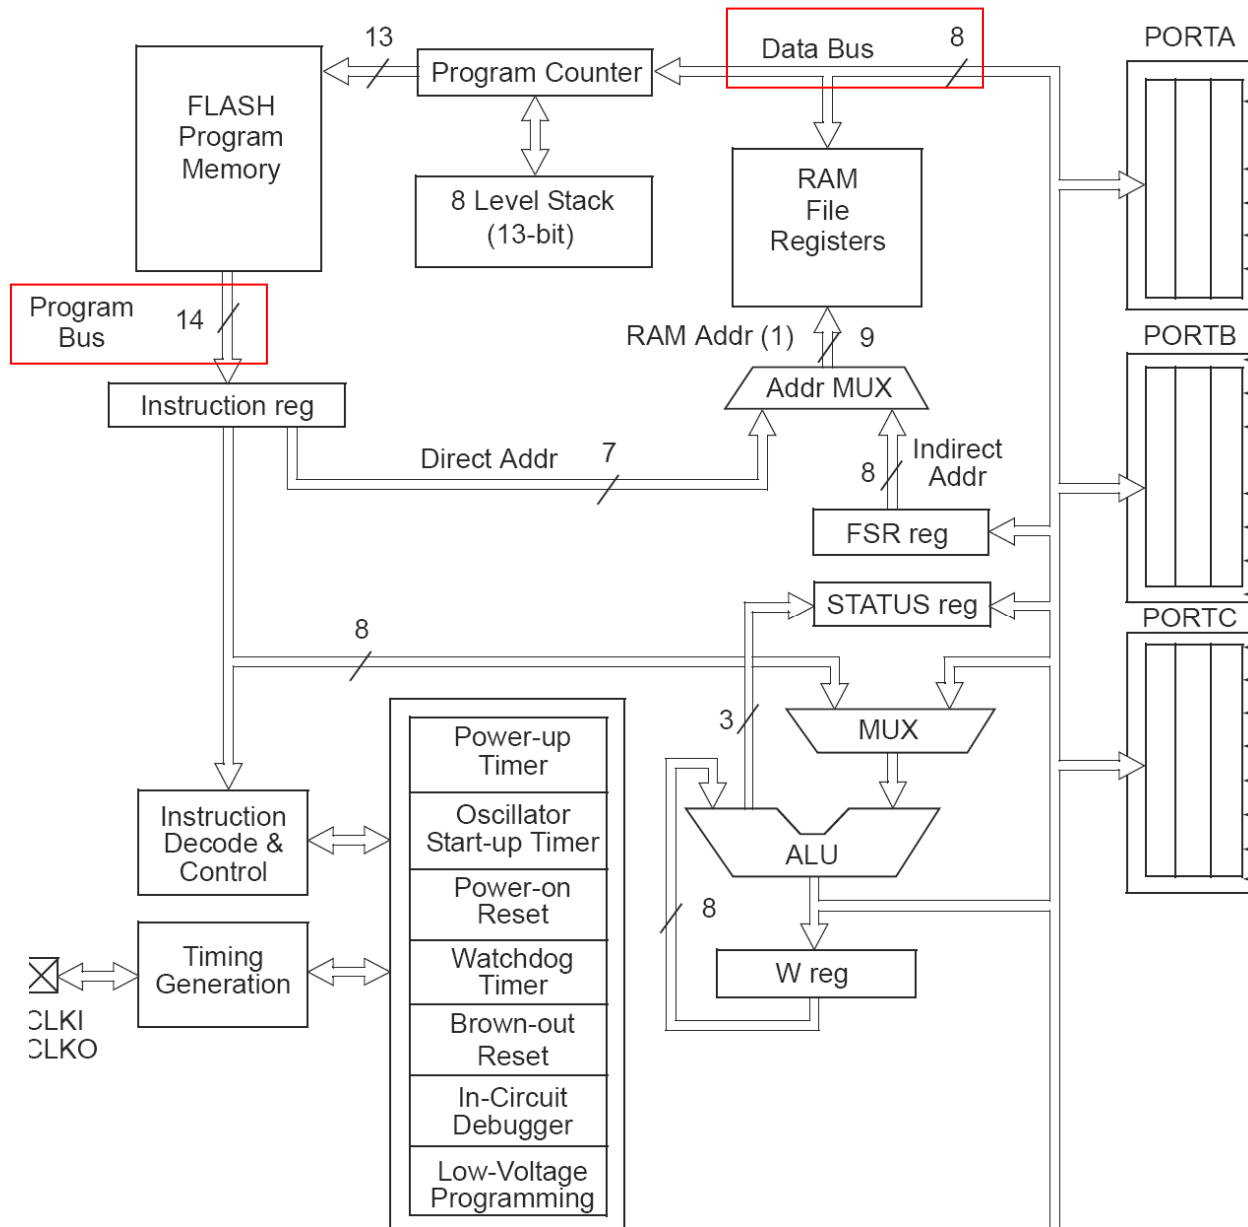 13
Program Counter
Data Bus
8
PORTA
FLASH
Program
Memory
8 Level Stack
(13-bit)
RAM
File
Registers
Program
Bus
14
RAM Addr (1)
9
PORTB
Addr MUX
Instruction reg
Direct Addr
7
8
Indirect
Addr
FSR reg
STATUS reg
PORTC
8
3
MUX
Power-up
Timer
Instruction
Decode &
Control
Oscillator
Start-up Timer
ALU
Power-on
Reset
8
Timing
Generation
Watchdog
Timer
W reg
CLKI
CLKO
Brown-out
Reset
In-Circuit
Debugger
Low-Voltage
Programming